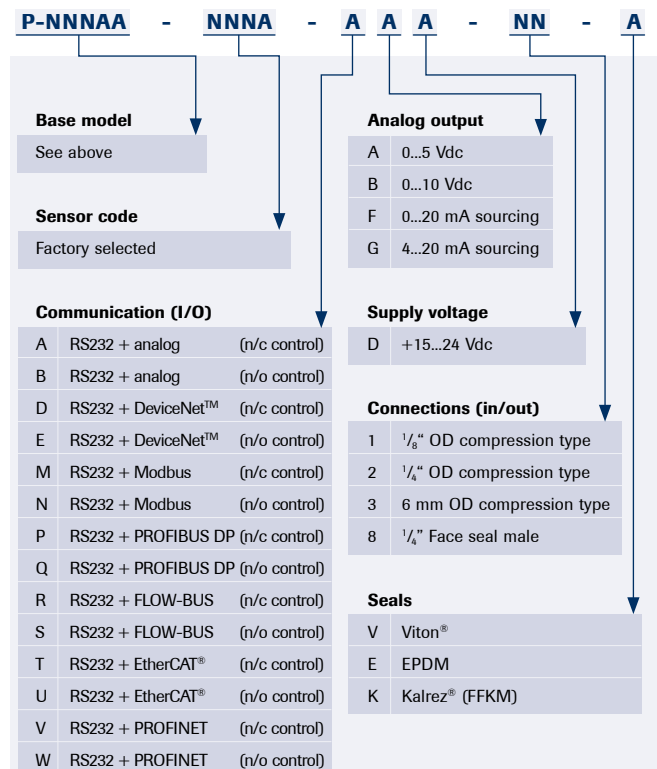 P-NNNAA - NNNA - A A A - NN - A
Base model
See above
Sensor code
Factory selected
Communication (I/O)
A RS232 + analog (n/c control)
B RS232 + analog (n/o control)
D RS232 + DeviceNet™ (n/c control)
E RS232 + DeviceNet™ (n/o control)
M RS232 + Modbus (n/c control)
N RS232 + Modbus (n/o control)
P RS232 + PROFIBUS DP (n/c control)
Q RS232 + PROFIBUS DP (n/o control)
R RS232 + FLOW-BUS (n/c control)
S RS232 + FLOW-BUS (n/o control)
T RS232 + EtherCAT® (n/c control)
U RS232 + EtherCAT® (n/o control)
V RS232 + PROFINET (n/c control)
W RS232 + PROFINET (n/o control)
Analog output
A 0...5 Vdc
B 0...10 Vdc
F 0...20 mA sourcing
G 4...20 mA sourcing
Supply voltage
D +15...24 Vdc
Connections (in/out)
1 1/8“ OD compression type
2 1/4“ OD compression type
3 6 mm OD compression type
8 1/4” Face seal male
Seals
V Viton®
E EPDM
K Kalrez® (FFKM)